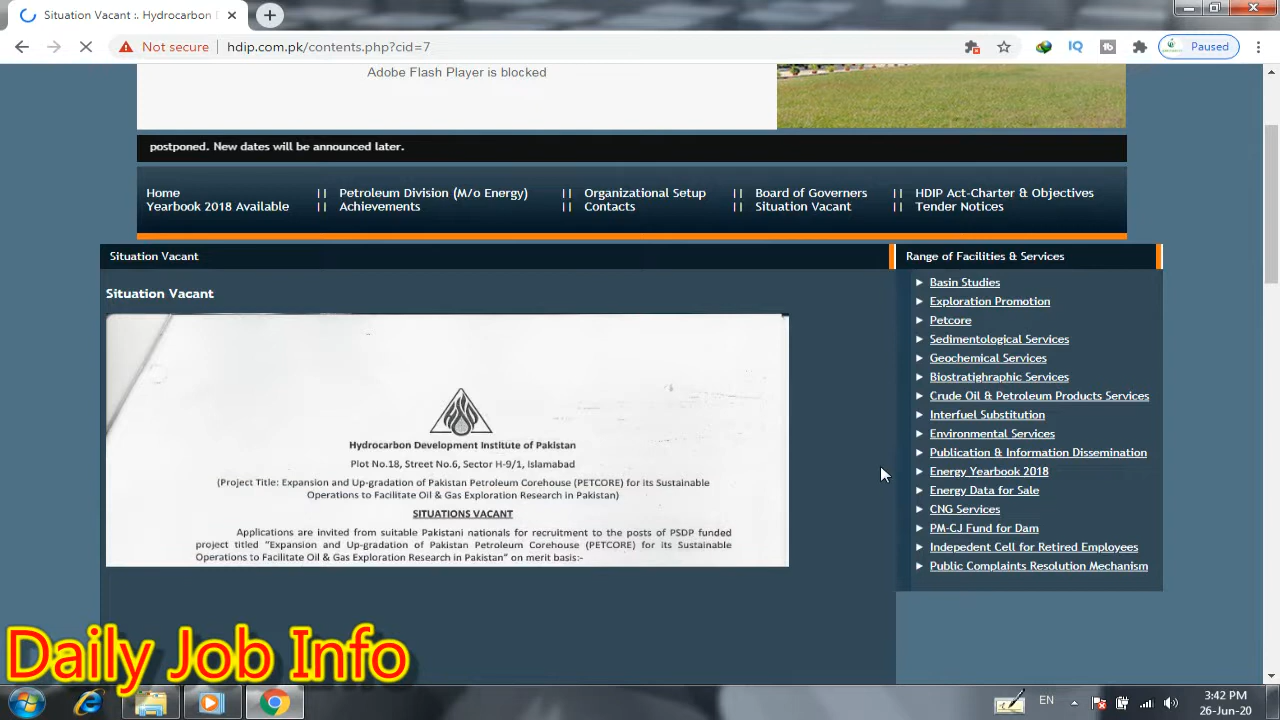 Situation Vacant :. Hydrocarbon D
Not secure
hdip.com.pk/contents.php?cid=7
Paused
Adobe Flash Player is blocked
postponed. New dates will be announced later.
Home || Petroleum Division (M/o Energy) || Organizational Setup || Board of Governers || HDIP Act-Charter & Objectives
Yearbook 2018 Available || Achievements || Contacts || Situation Vacant || Tender Notices
Situation Vacant
Situation Vacant
Hydrocarbon Development Institute of Pakistan
Plot No.18, Street No.6, Sector H-9/1, Islamabad
(Project Title: Expansion and Up-gradation of Pakistan Petroleum Corehouse (PETCORE) for its Sustainable
Operations to Facilitate Oil & Gas Exploration Research in Pakistan)
SITUATIONS VACANT
Applications are invited from suitable Pakistani nationals for recruitment to the posts of PSDP funded
project titled "Expansion and Up-gradation of Pakistan Petroleum Corehouse (PETCORE) for its Sustainable
Operations to Facilitate Oil & Gas Exploration Research in Pakistan" on merit basis:-
Range of Facilities & Services
Basin Studies
Exploration Promotion
Petcore
Sedimentological Services
Geochemical Services
Biostratighraphic Services
Crude Oil & Petroleum Products Services
Interfuel Substitution
Environmental Services
Publication & Information Dissemination
Energy Yearbook 2018
Energy Data for Sale
CNG Services
PM-CJ Fund for Dam
Indepedent Cell for Retired Employees
Public Complaints Resolution Mechanism
Daily Job Info
EN
3:42 PM
26-Jun-20